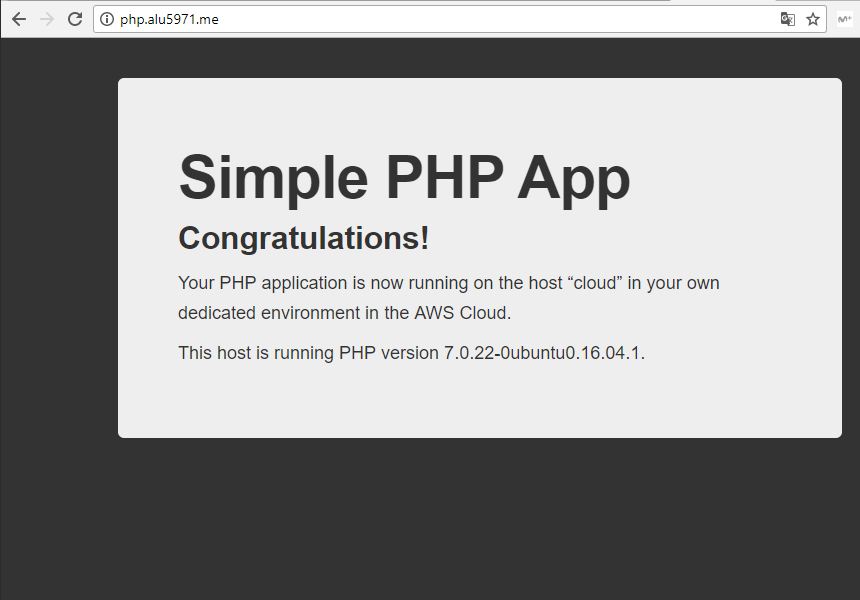 php.alu5971.me
Simple PHP App
Congratulations!
Your PHP application is now running on the host “cloud” in your own
dedicated environment in the AWS Cloud.
This host is running PHP version 7.0.22-0ubuntu0.16.04.1.